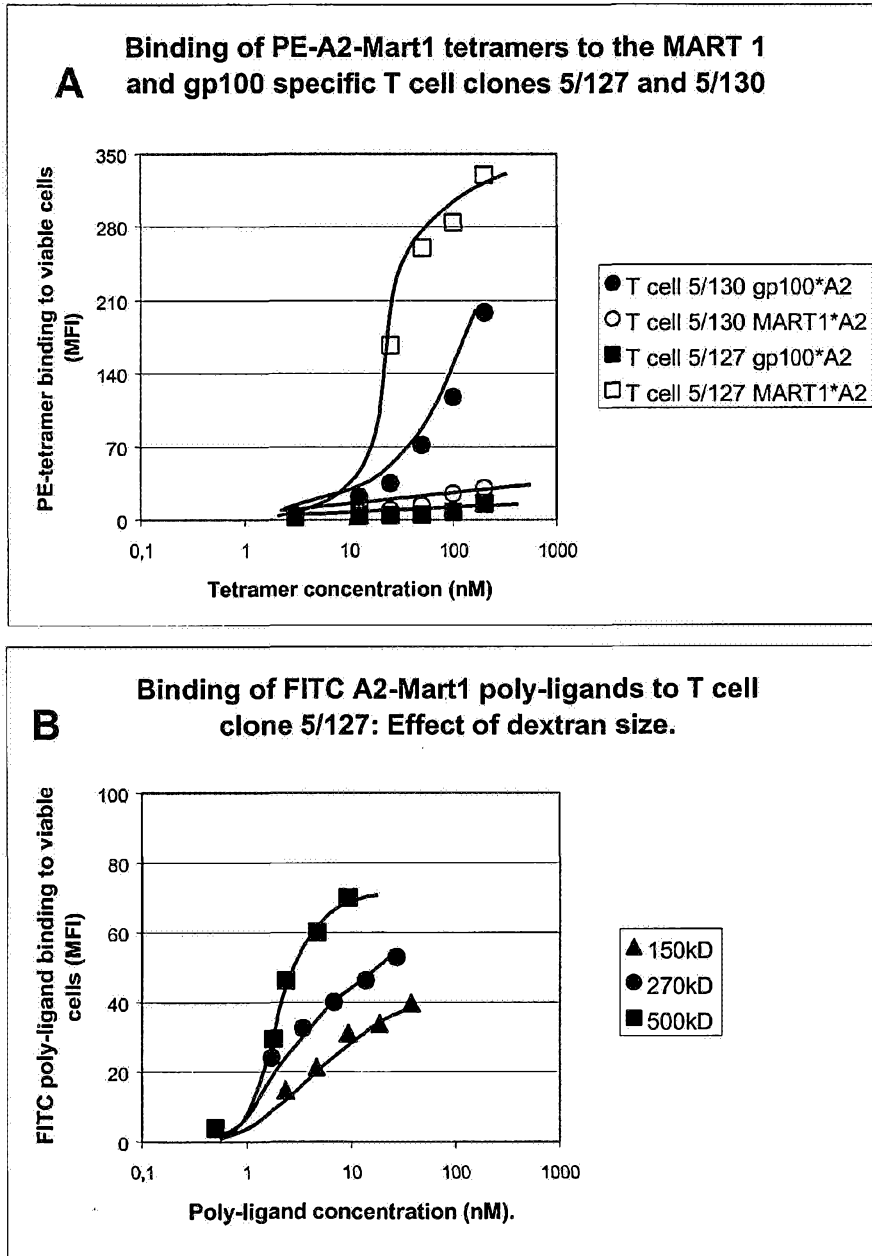 A
Binding of PE-A2-Mart1 tetramers to the MART 1
and gp100 specific T cell clones 5/127 and 5/130
PE-tetramer binding to viable cells
(MFI)
350
280
210
140
70
0
0,1
1
10
100
1000
Tetramer concentration (nM)
T cell 5/130 gp100*A2
T cell 5/130 MART1*A2
T cell 5/127 gp100*A2
T cell 5/127 MART1*A2
B
Binding of FITC A2-Mart1 poly-ligands to T cell
clone 5/127: Effect of dextran size.
FITC poly-ligand binding to viable
cells (MFI)
100
80
60
40
20
0
0,1
1
10
100
1000
Poly-ligand concentration (nM).
150kD
270kD
500kD